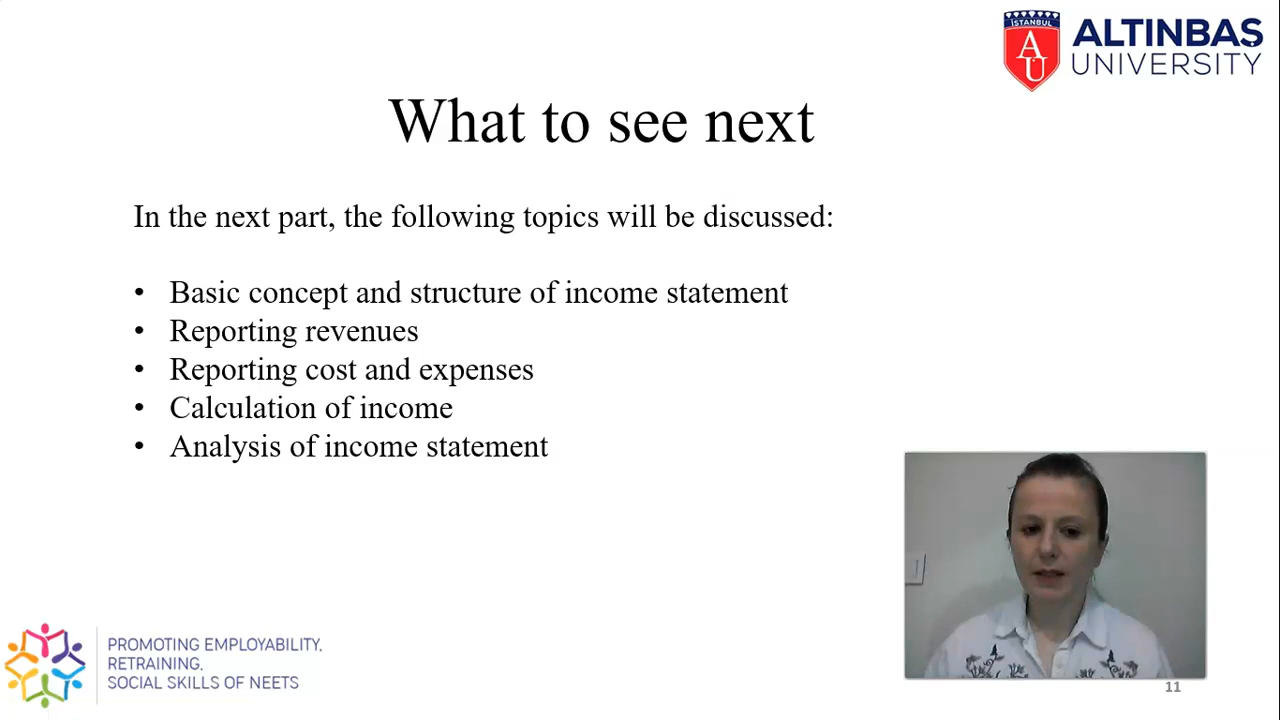 İSTANBUL
AU
ALTINBAŞ
UNIVERSITY
What to see next
In the next part, the following topics will be discussed:
• Basic concept and structure of income statement
• Reporting revenues
• Reporting cost and expenses
• Calculation of income
• Analysis of income statement
PROMOTING EMPLOYABILITY,
RETRAINING,
SOCIAL SKILLS OF NEETS
11